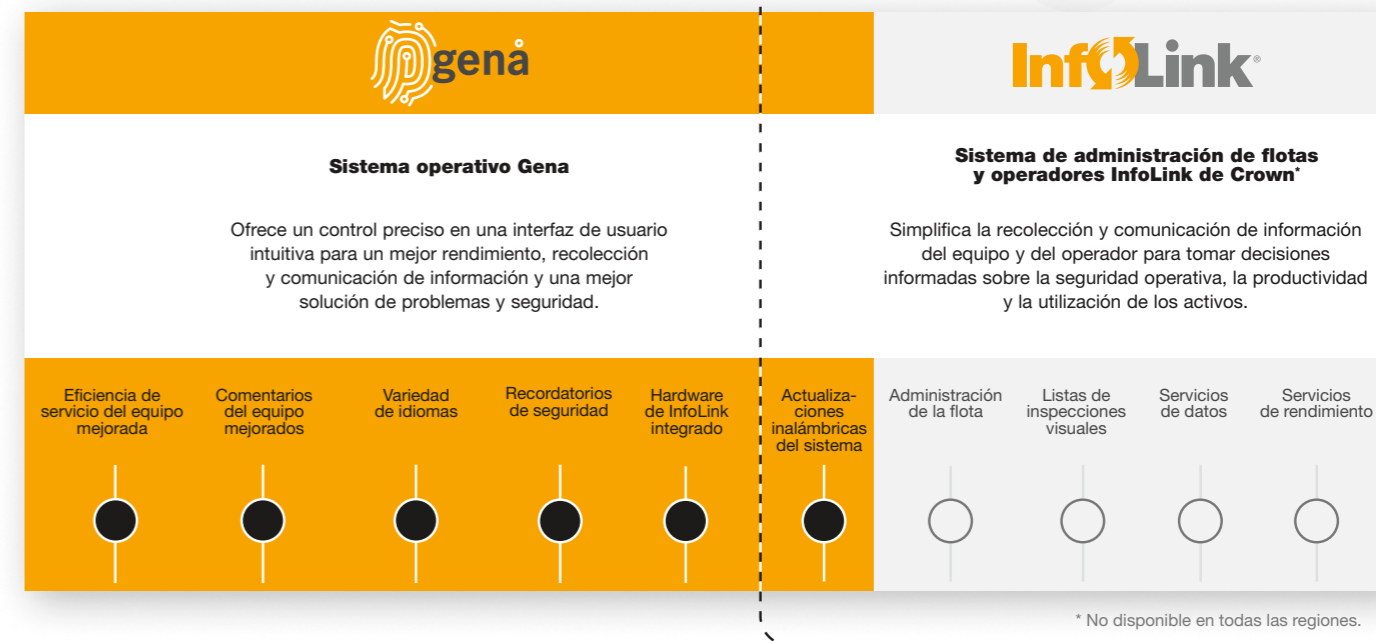 genå
InfoLink®
Sistema operativo Gena
Ofrece un control preciso en una interfaz de usuario
intuitiva para un mejor rendimiento, recolección
y comunicación de información y una mejor
solución de problemas y seguridad.
Sistema de administración de flotas
y operadores InfoLink de Crown*
Simplifica la recolección y comunicación de información
del equipo y del operador para tomar decisiones
informadas sobre la seguridad operativa, la productividad
y la utilización de los activos.
Eficiencia de
servicio del equipo
mejorada
Comentarios
del equipo
mejorados
Variedad
de idiomas
Recordatorios
de seguridad
Hardware
de InfoLink
integrado
Actualiza-
ciones
inalámbricas
del sistema
Administración
de la flota
Listas de
inspecciones
visuales
Servicios
de datos
Servicios
de rendimiento
* No disponible en todas las regiones.